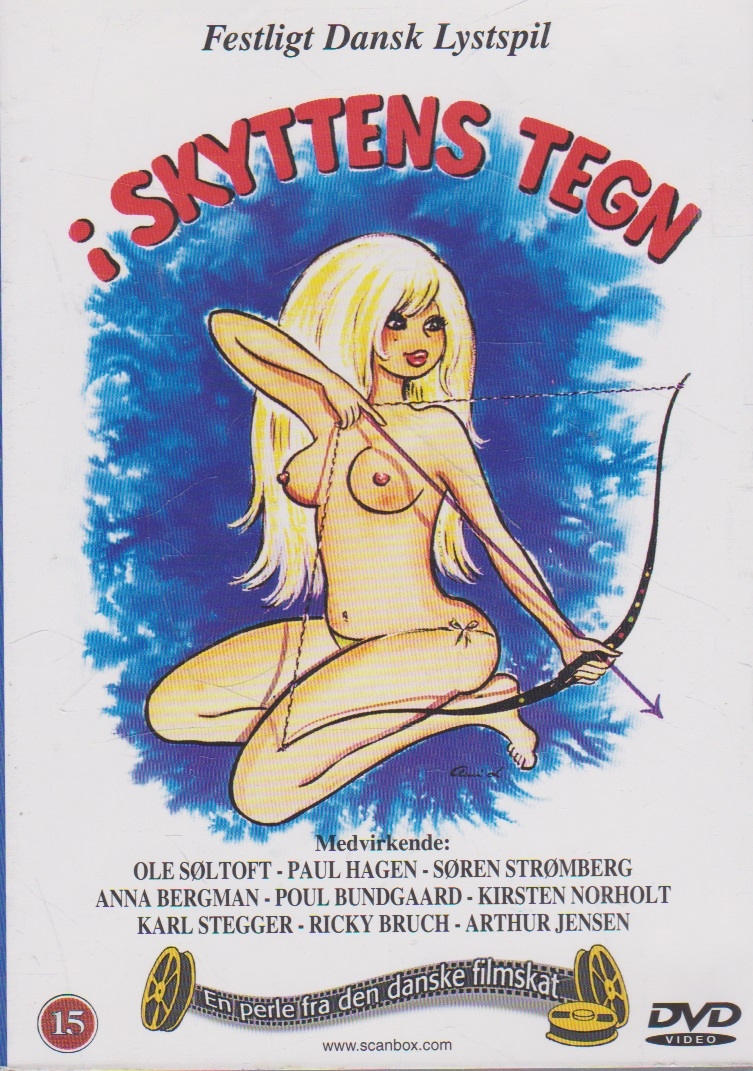 Festligt Dansk Lystspil
i SKYTTENS TEGN
Medvirkende:
OLE SØLTOFT - PAUL HAGEN - SØREN STRØMBERG
ANNA BERGMAN - POUL BUNDGAARD - KIRSTEN NORHOLT
KARL STEGGER - RICKY BRUCH - ARTHUR JENSEN
En perle fra den danske filmskat
15
www.scanbox.com
DVD
VIDEO